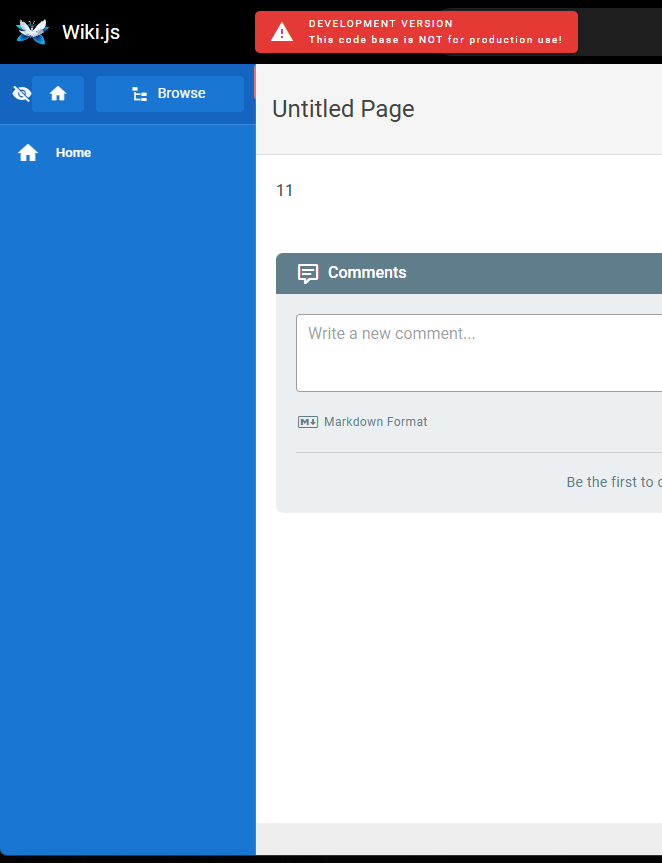 Wiki.js
DEVELOPMENT VERSION
This code base is NOT for production use!
Browse
Home
Untitled Page
11
Comments
Write a new comment...
M
Markdown Format
Be the first to